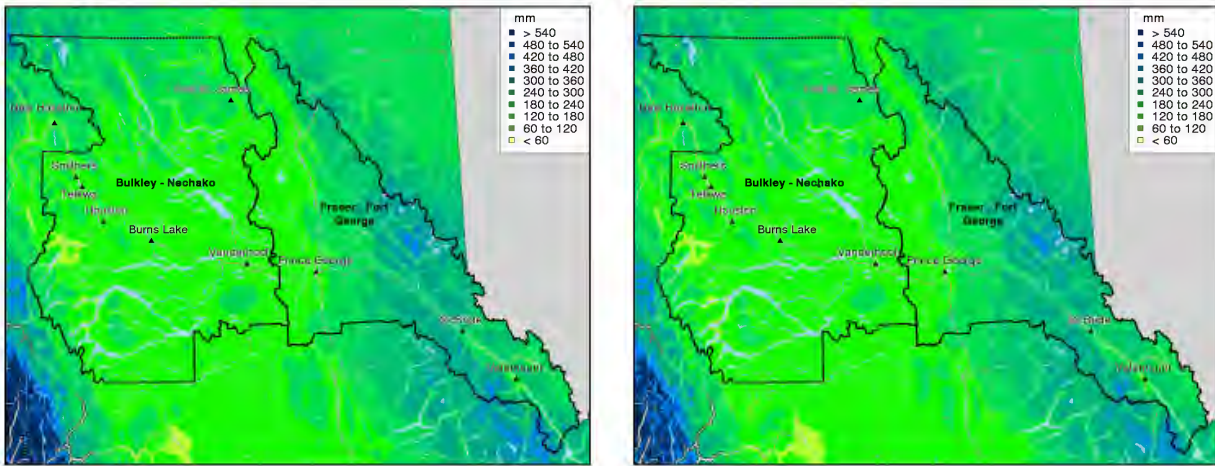 mm
> 540
480 to 540
420 to 480
360 to 420
300 to 360
240 to 300
180 to 240
120 to 180
60 to 120
< 60
Smithers
Telkwa
Houston
Bulkley - Nechako
Burns Lake
Vanderhoof
Fraser - Fort
George
Prince George
McBride
Valemount
mm
> 540
480 to 540
420 to 480
360 to 420
300 to 360
240 to 300
180 to 240
120 to 180
60 to 120
< 60
Smithers
Telkwa
Houston
Bulkley - Nechako
Burns Lake
Vanderhoof
Fraser - Fort
George
Prince George
McBride
Valemount